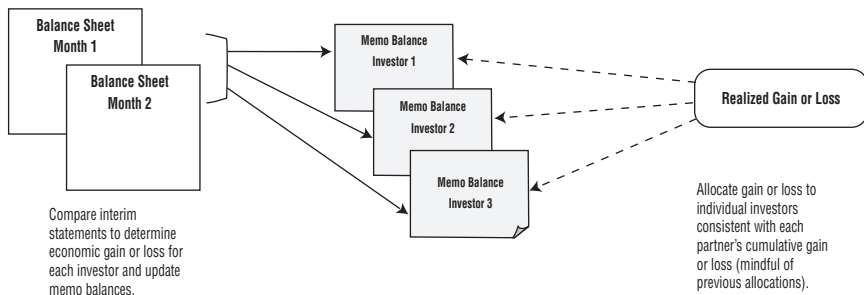 Balance Sheet
Month 1
Balance Sheet
Month 2
Compare interim
statements to determine
economic gain or loss for
each investor and update
memo balances.
Memo Balance
Investor 1
Memo Balance
Investor 2
Memo Balance
Investor 3
Realized Gain or Loss
Allocate gain or loss to
individual investors
consistent with each
partner's cumulative gain
or loss (mindful of
previous allocations).